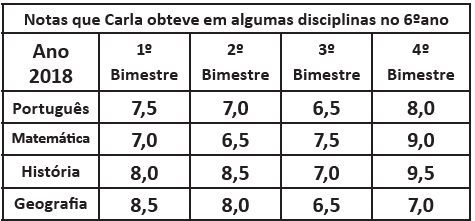 Notas que Carla obteve em algumas disciplinas no 6ºano
Ano 2018 1º Bimestre 2º Bimestre 3º Bimestre 4º Bimestre
Português 7,5 7,0 6,5 8,0
Matemática 7,0 6,5 7,5 9,0
História 8,0 8,5 7,0 9,5
Geografia 8,5 8,0 6,5 7,0